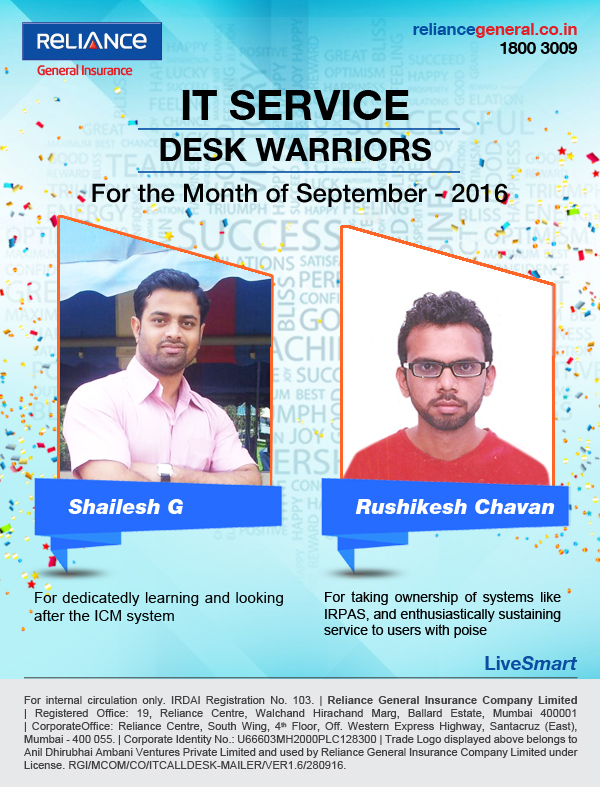 RELIANCE
General Insurance
reliancegeneral.co.in
1800 3009
IT SERVICE
DESK WARRIORS
For the Month of September - 2016
Shailesh G
Rushikesh Chavan
For dedicatedly learning and looking
after the ICM system
For taking ownership of systems like
IRPAS, and enthusiastically sustaining
service to users with poise
LiveSmart
For internal circulation only. IRDAI Registration No. 103. | Reliance General Insurance Company Limited
| Registered Office: 19, Reliance Centre, Walchand Hirachand Marg, Ballard Estate, Mumbai 400001
| CorporateOffice: Reliance Centre, South Wing, 4th Floor, Off. Western Express Highway, Santacruz (East),
Mumbai - 400 055. | Corporate Identity No.: U66603MH2000PLC128300 | Trade Logo displayed above belongs to
Anil Dhirubhai Ambani Ventures Private Limited and used by Reliance General Insurance Company Limited under
License. RGI/MCOM/CO/ITCALLDESK-MAILER/VER1.6/280916.